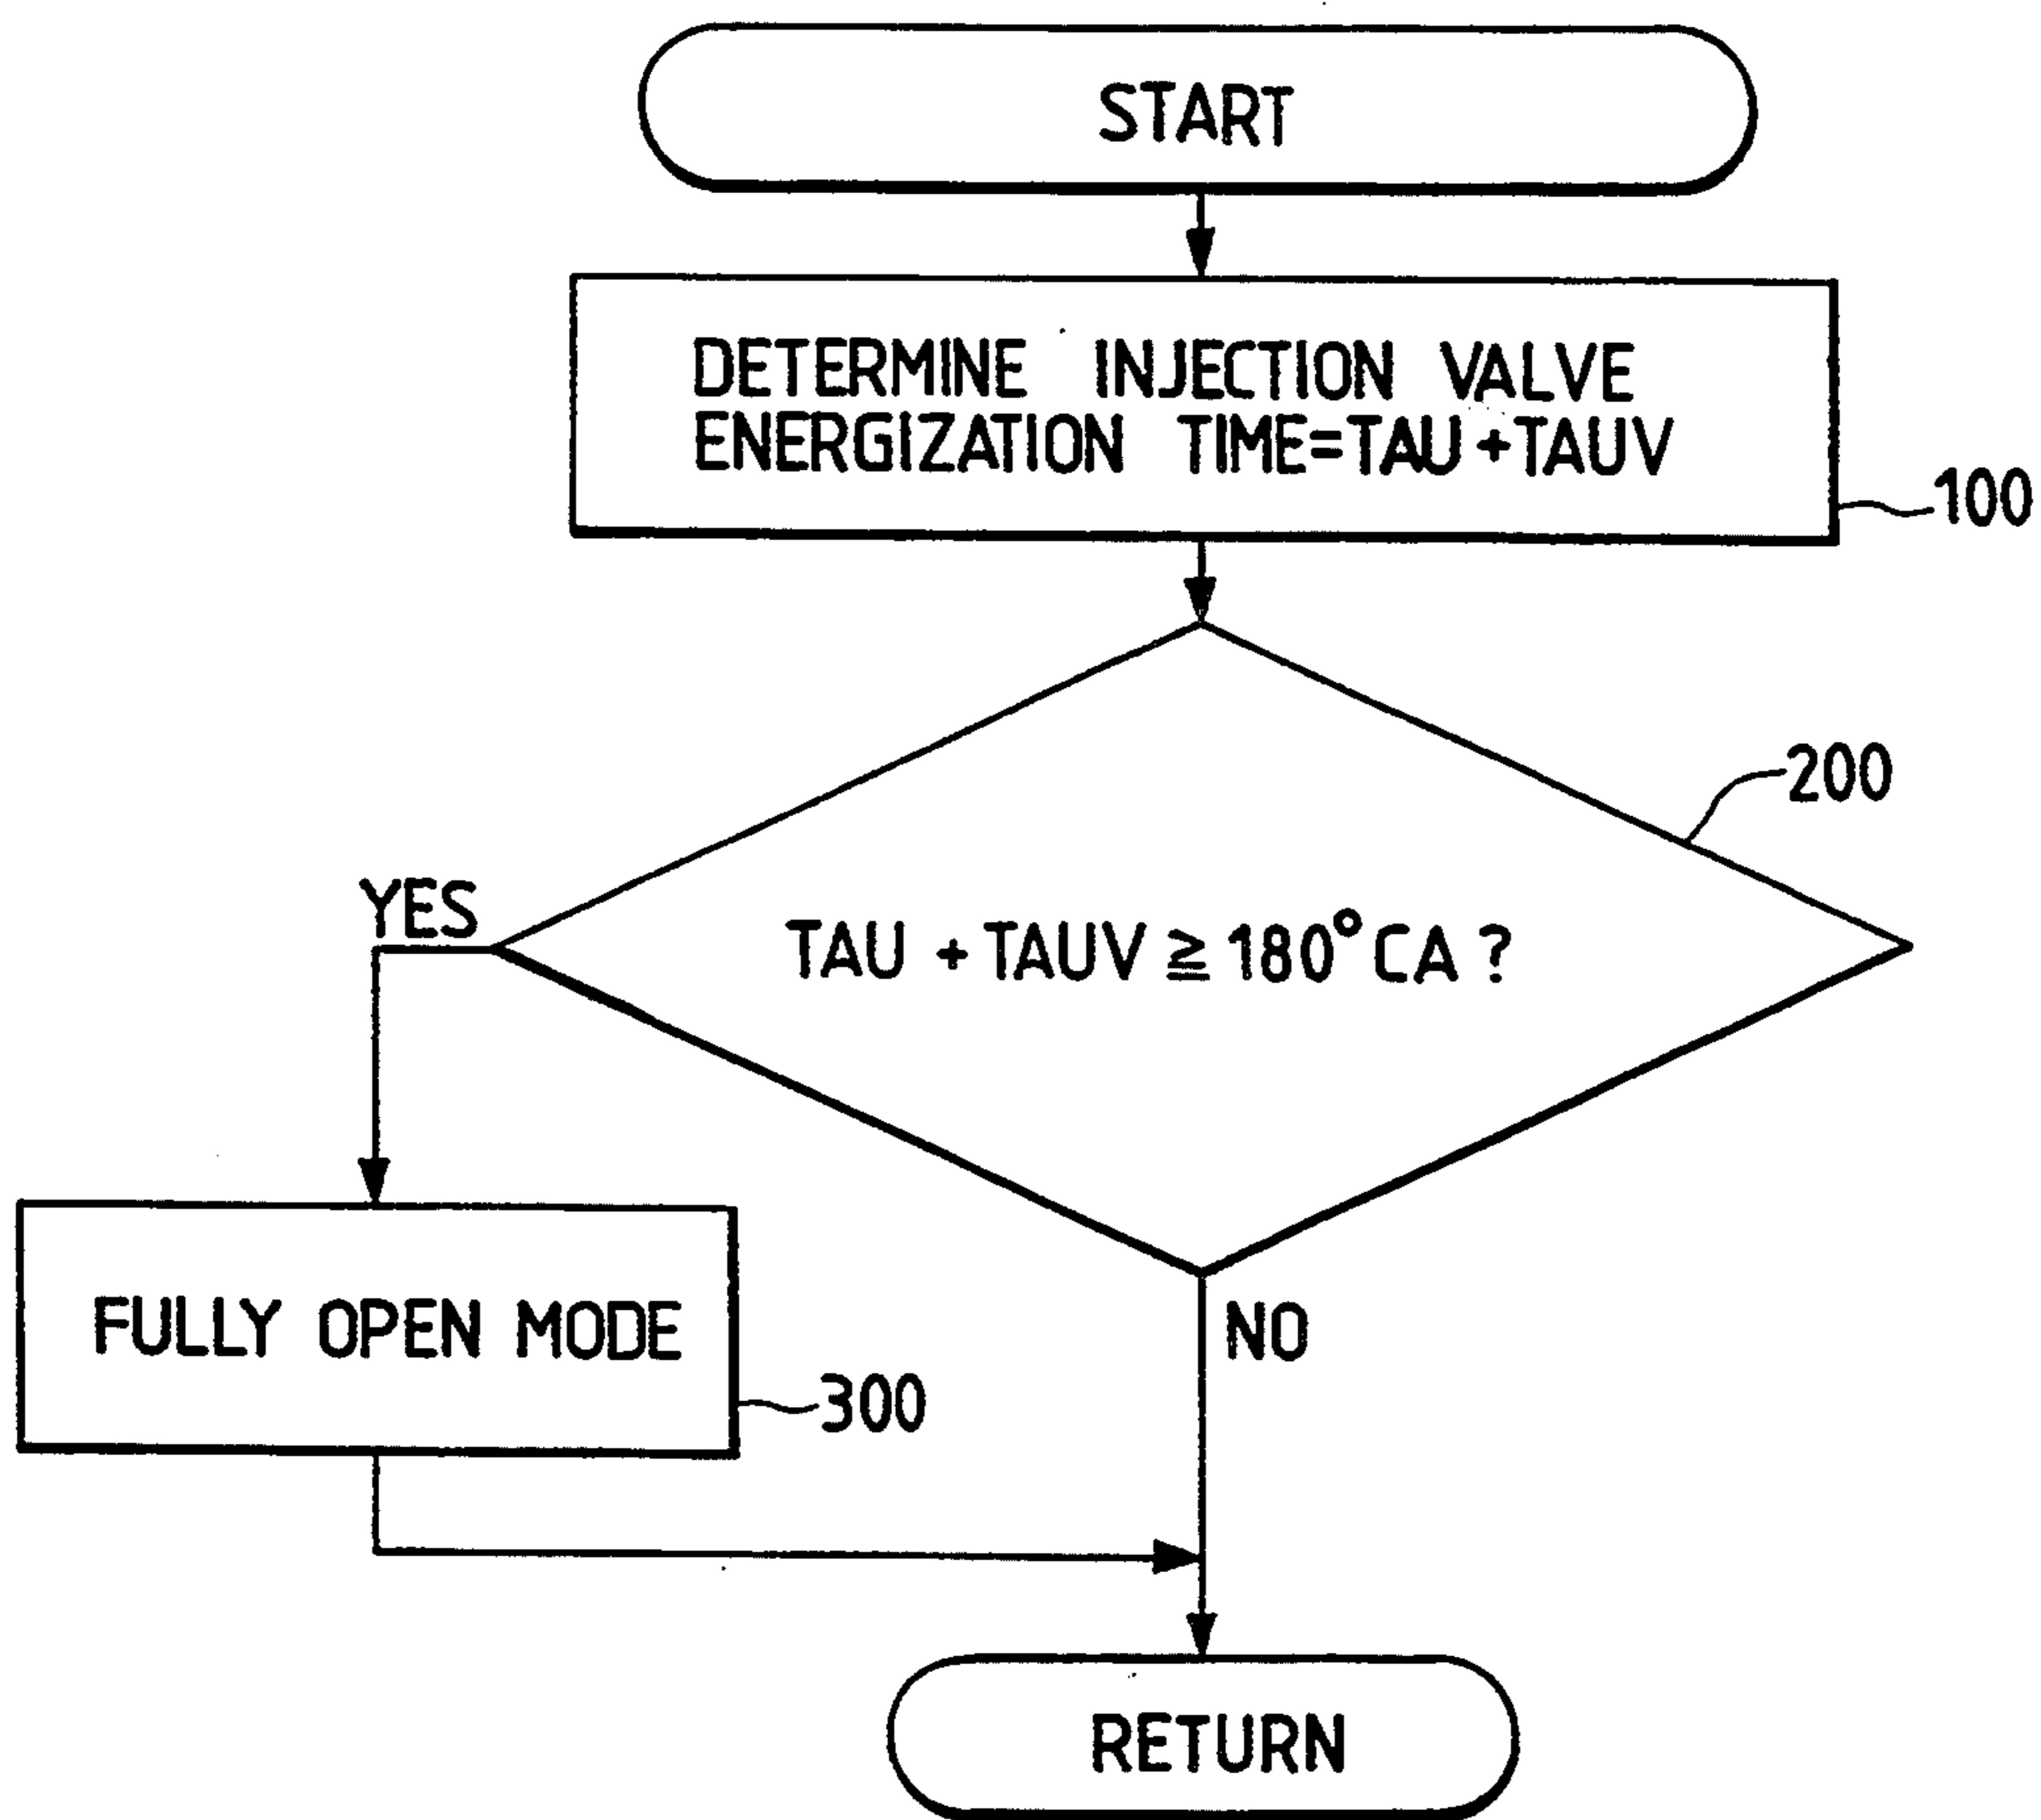 START
DETERMINE INJECTION VALVE
ENERGIZATION TIME=TAU+TAUV
100
200
YES
TAU+TAUV≧180°CA?
FULLY OPEN MODE
NO
300
RETURN